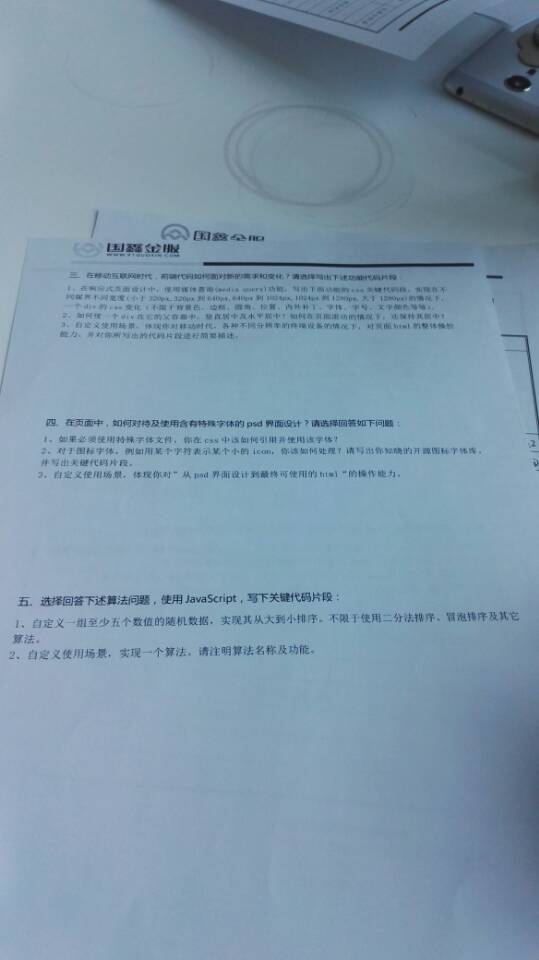 国鑫金服
国鑫金服
WWW.91GUOXIN.COM
三、在移动互联网时代，前端代码如何面对新的需求和变化？请选择写出下述功能代码片段：
1、在响应式页面设计中，使用媒体查询(media query)功能，写出下面功能的css关键代码段，实现在不
同媒界不同宽度(小于320px,320px到640px,640px到1024px,1024px到1280px,大于1280px)的情况下，
一个div的css变化（不限于背景色、边框、圆角、位置、内外补丁、字体、字号、文字颜色等等）。
2、如何使一个div在它的父容器中，垂直居中及水平居中？如何在页面滚动的情况下，还保持其居中？
3、自定义使用场景，体现你对移动时代，各种不同分辨率的终端设备的情况下，对页面html的整体操控
能力，并对你所写出的代码片段进行简要描述。
四、在页面中，如何对待及使用含有特殊字体的psd界面设计？请选择回答如下问题：
1、如果必须使用特殊字体文件，你在css中该如何引用并使用该字体？
2、对于图标字体，例如用某个字符表示某个小的icon，你该如何处理？请写出你知晓的开源图标字体库，
并写出关键代码片段。
3、自定义使用场景，体现你对"从psd界面设计到最终可使用的html"的操作能力。
五、选择回答下述算法问题，使用JavaScript，写下关键代码片段：
1、自定义一组至少五个数值的随机数据，实现其从大到小排序。不限于使用二分法排序、冒泡排序及其它
算法。
2、自定义使用场景，实现一个算法。请注明算法名称及功能。